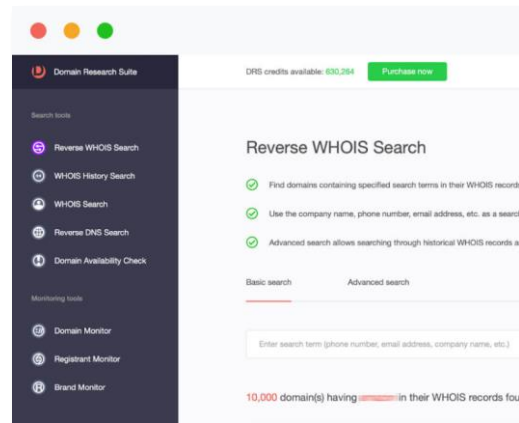 Domain Research Suite
DRS credits available: 630,264
Purchase now
Search tools
Reverse WHOIS Search
WHOIS History Search
WHOIS Search
Reverse DNS Search
Domain Availability Check
Monitoring tools
Domain Monitor
Registrant Monitor
Brand Monitor
Reverse WHOIS Search
Find domains containing specified search terms in their WHOIS records
Use the company name, phone number, email address, etc. as a search
Advanced search allows searching through historical WHOIS records a
Basic search
Advanced search
Enter search term (phone number, email address, company name, etc.)
10,000 domain(s) having in their WHOIS records fou